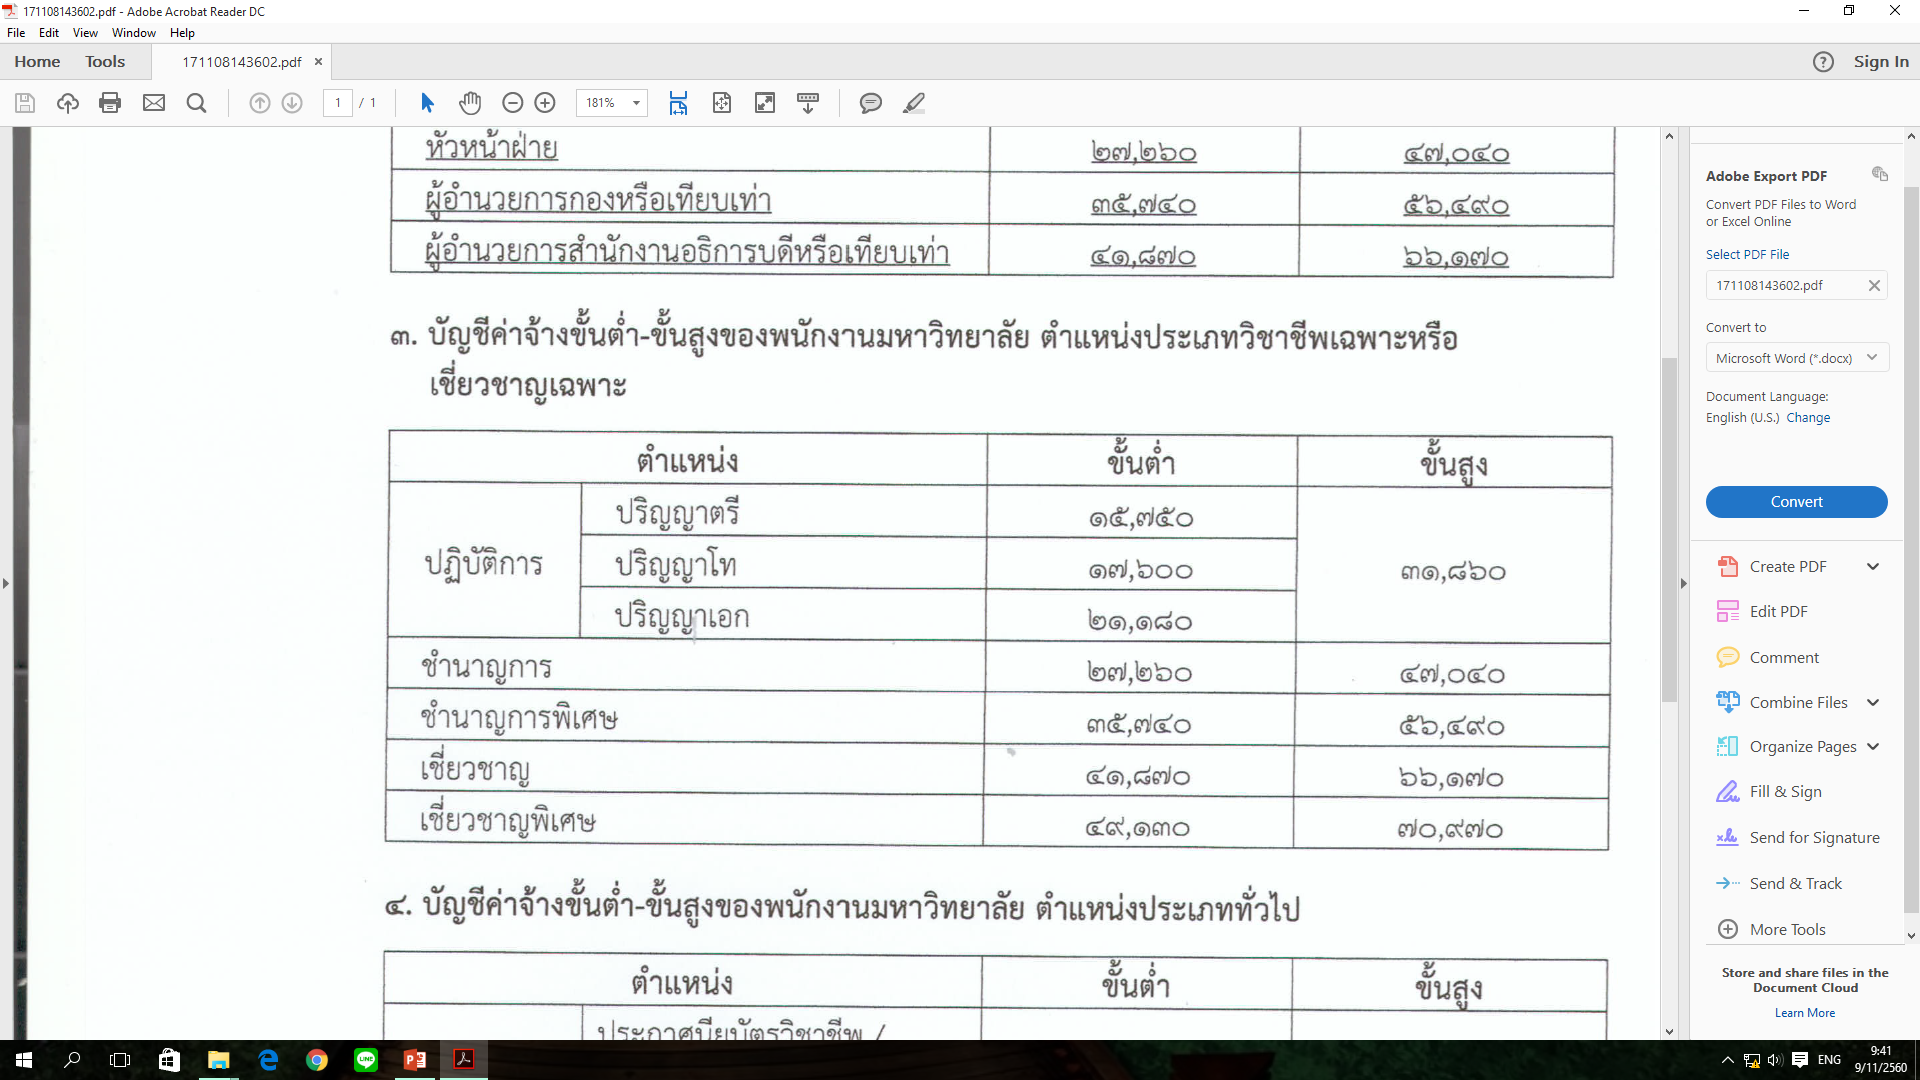 171108143602.pdf - Adobe Acrobat Reader DC
File Edit View Window Help
Home Tools 171108143602.pdf × Sign In
1 / 1 181%
หัวหน้าฝ่าย ๒๗,๒๖๐ ๔๗,๐๔๐
ผู้อำนวยการกองหรือเทียบเท่า ๓๕,๗๔๐ ๕๖,๔๙๐
ผู้อำนวยการสำนักงานอธิการบดีหรือเทียบเท่า ๔๑,๘๗๐ ๖๖,๑๗๐
๓. บัญชีค่าจ้างขั้นต่ำ-ขั้นสูงของพนักงานมหาวิทยาลัย ตำแหน่งประเภทวิชาชีพเฉพาะหรือ
เชี่ยวชาญเฉพาะ
ตำแหน่ง ขั้นต่ำ ขั้นสูง
ปฏิบัติการ ปริญญาตรี ๑๕,๗๕๐ ๓๑,๘๖๐
ปริญญาโท ๑๗,๖๐๐
ปริญญาเอก ๒๑,๑๘๐
ชำนาญการ ๒๗,๒๖๐ ๔๗,๐๔๐
ชำนาญการพิเศษ ๓๕,๗๔๐ ๕๖,๔๙๐
เชี่ยวชาญ ๔๑,๘๗๐ ๖๖,๑๗๐
เชี่ยวชาญพิเศษ ๔๙,๑๓๐ ๗๐,๙๗๐
๔. บัญชีค่าจ้างขั้นต่ำ-ขั้นสูงของพนักงานมหาวิทยาลัย ตำแหน่งประเภททั่วไป
ตำแหน่ง ขั้นต่ำ ขั้นสูง
ประกาศนียบัตรวิชาชีพ /
Adobe Export PDF
Convert PDF Files to Word
or Excel Online
Select PDF File
171108143602.pdf
Convert to
Microsoft Word (*.docx)
Document Language:
English (U.S.) Change
Convert
Create PDF
Edit PDF
Comment
Combine Files
Organize Pages
Fill & Sign
Send for Signature
Send & Track
More Tools
Store and share files in the
Document Cloud
Learn More
ENG 9:41
9/11/2560